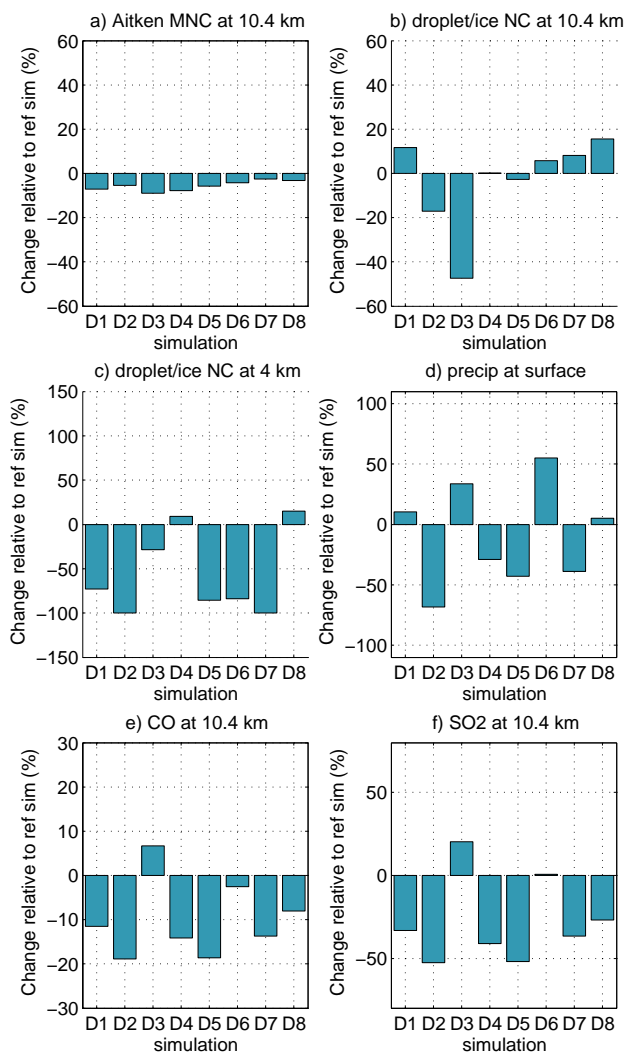 a) Aitken MNC at 10.4 km
60
40
20
0
−20
−40
−60
Change relative to ref sim (%)
D1 D2 D3 D4 D5 D6 D7 D8
simulation
b) droplet/ice NC at 10.4 km
60
40
20
0
−20
−40
−60
Change relative to ref sim (%)
D1 D2 D3 D4 D5 D6 D7 D8
simulation
c) droplet/ice NC at 4 km
150
100
50
0
−50
−100
−150
Change relative to ref sim (%)
D1 D2 D3 D4 D5 D6 D7 D8
simulation
d) precip at surface
100
50
0
−50
−100
Change relative to ref sim (%)
D1 D2 D3 D4 D5 D6 D7 D8
simulation
e) CO at 10.4 km
30
20
10
0
−10
−20
−30
Change relative to ref sim (%)
D1 D2 D3 D4 D5 D6 D7 D8
simulation
f) SO2 at 10.4 km
50
0
−50
Change relative to ref sim (%)
D1 D2 D3 D4 D5 D6 D7 D8
simulation